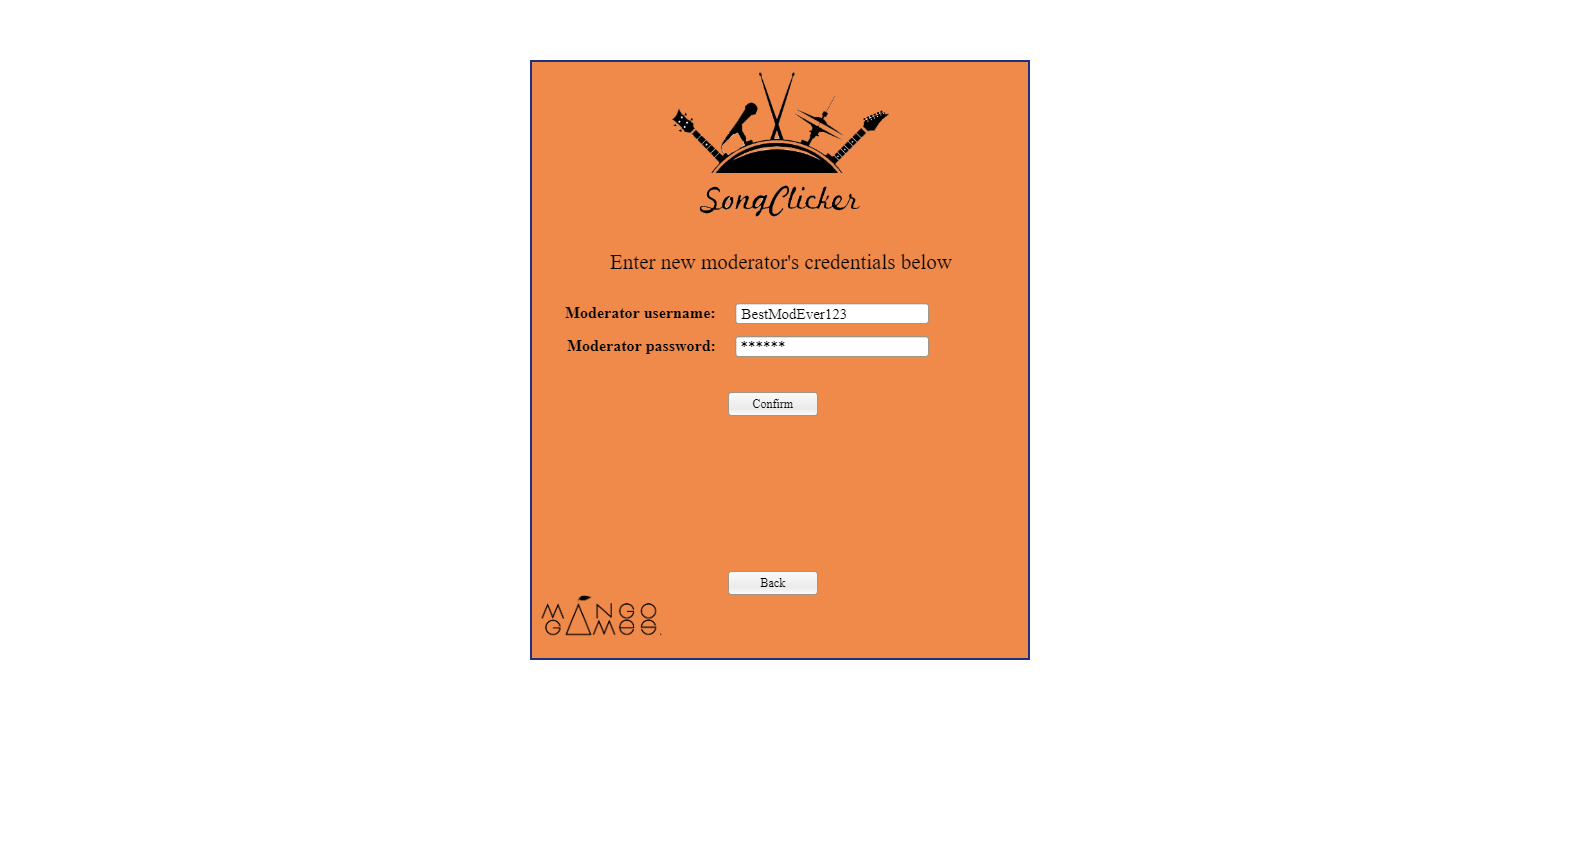 SongClicker
Enter new moderator's credentials below
Moderator username: BestModEver123
Moderator password: ******
Confirm
Back
MANGO
GAMES.